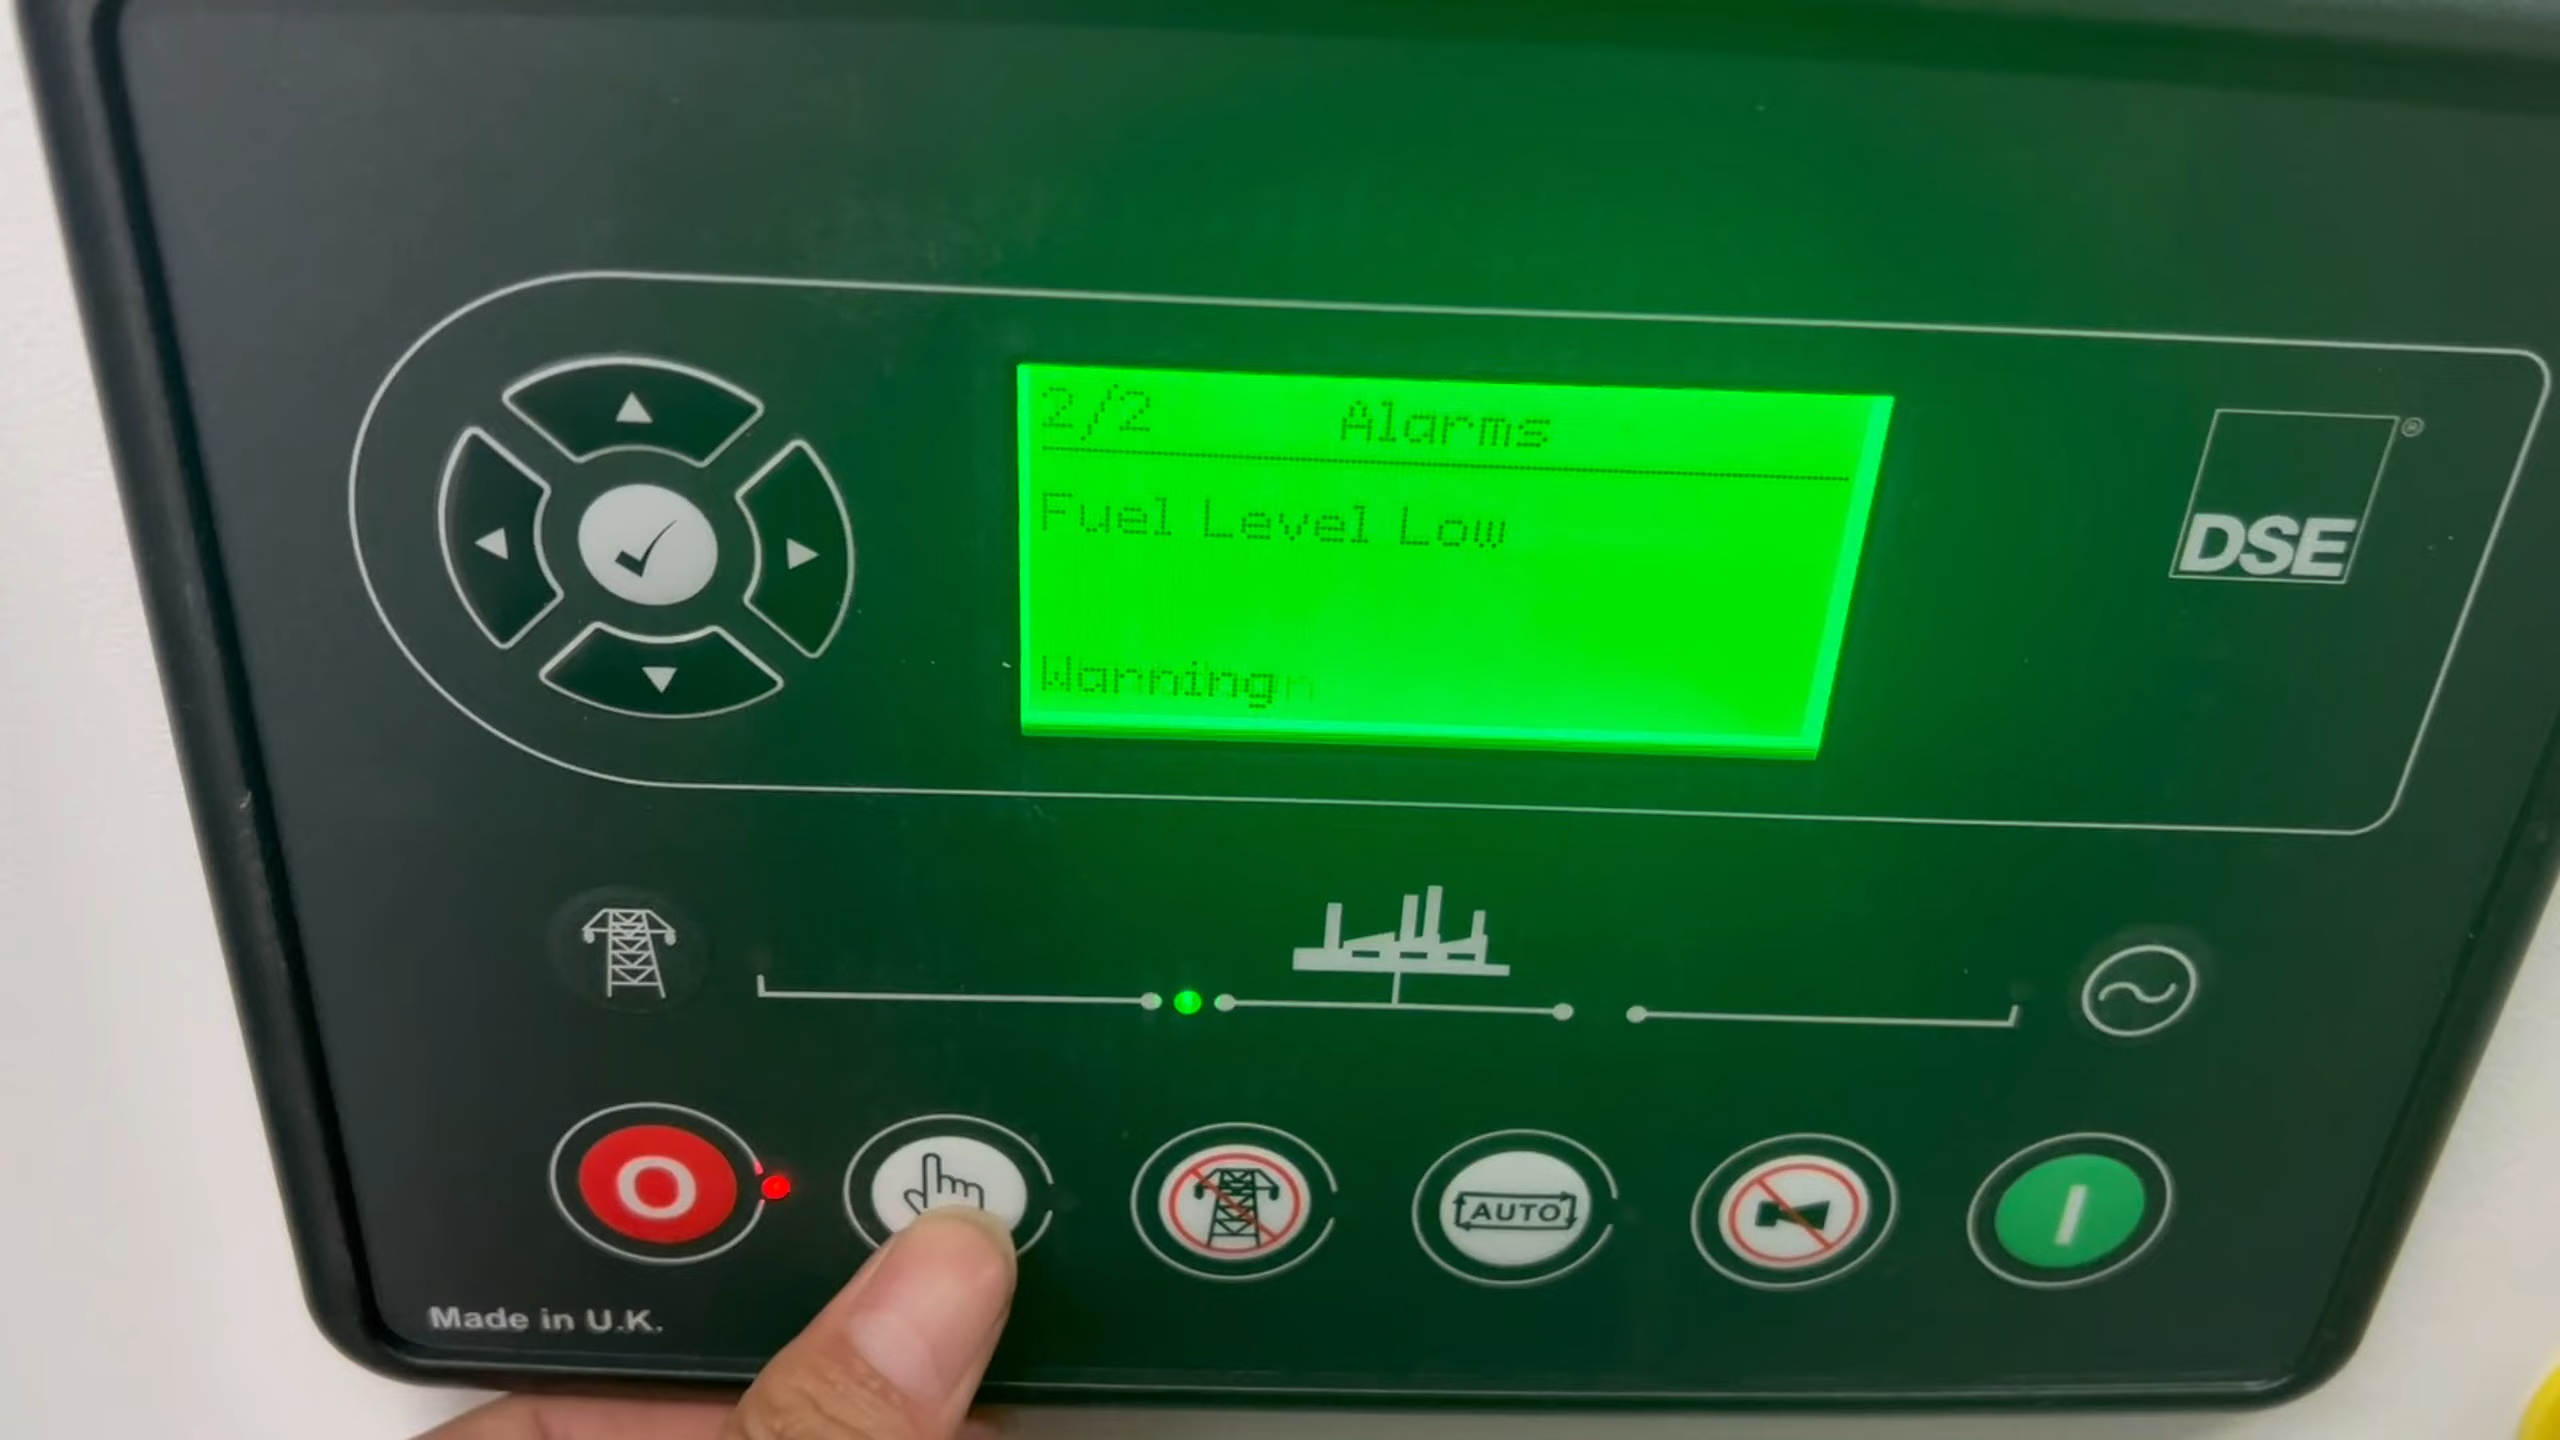 2/2 Alarms
Fuel Level Low
Warning
DSE
®
O
AUTO
I
Made in U.K.